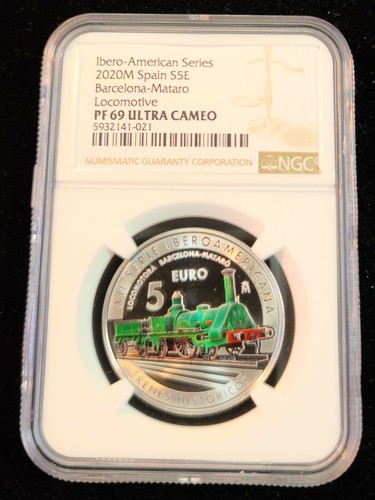 Ibero-American Series
2020M Spain S5E
Barcelona-Mataro
Locomotive
PF 69 ULTRA CAMEO
5932141-021
NUMISMATIC GUARANTY CORPORATION
NGC
XII SERIE IBEROAMERICANA
LOCOMOTORA BARCELONA-MATARÓ
5 EURO
M
TRENES HISTÓRICOS